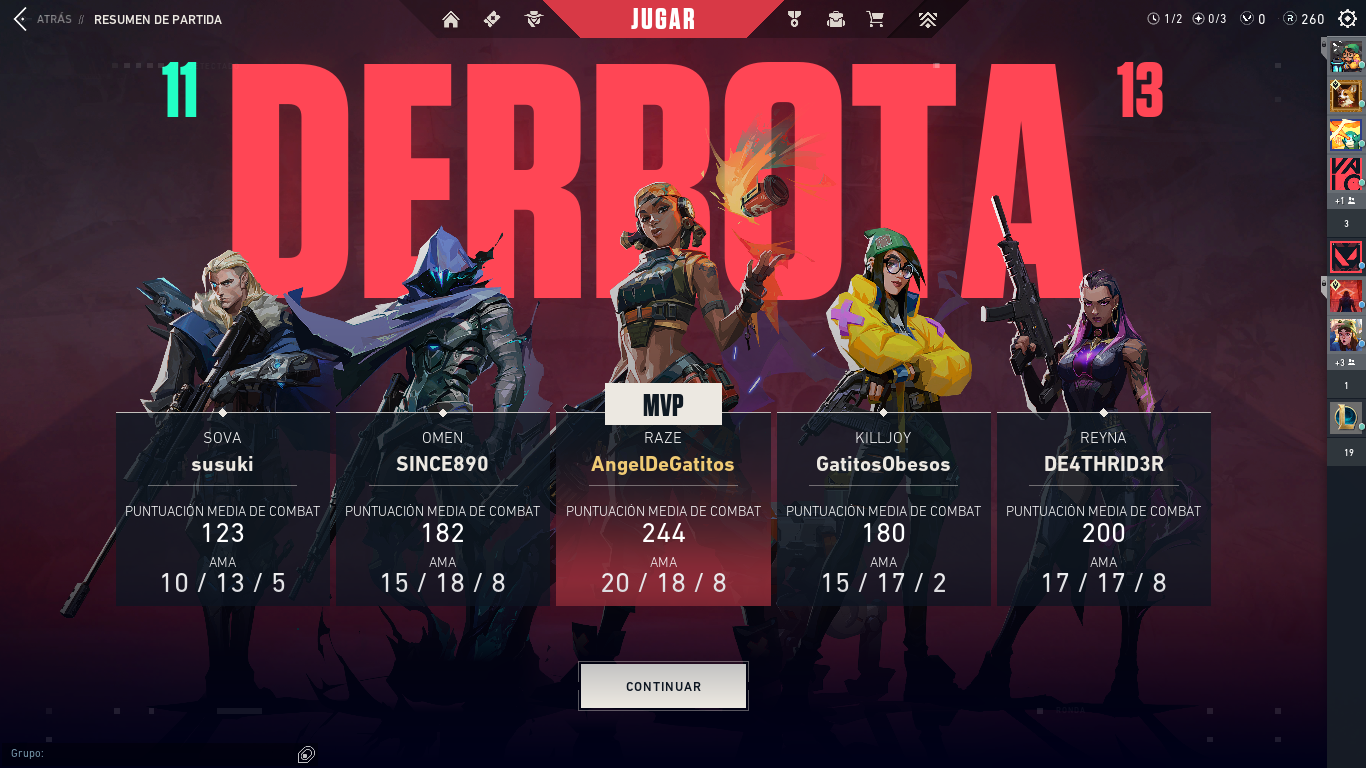 ATRÁS // RESUMEN DE PARTIDA
JUGAR
1/2 0/3 0 260
11 DERROTA 13
MVP
SOVA
susuki
PUNTUACIÓN MEDIA DE COMBAT
123
AMA
10 / 13 / 5
OMEN
SINCE890
PUNTUACIÓN MEDIA DE COMBAT
182
AMA
15 / 18 / 8
RAZE
AngelDeGatitos
PUNTUACIÓN MEDIA DE COMBAT
244
AMA
20 / 18 / 8
KILLJOY
GatitosObesos
PUNTUACIÓN MEDIA DE COMBAT
180
AMA
15 / 17 / 2
REYNA
DE4THRID3R
PUNTUACIÓN MEDIA DE COMBAT
200
AMA
17 / 17 / 8
CONTINUAR
Grupo:
+1
3
+3
1
19